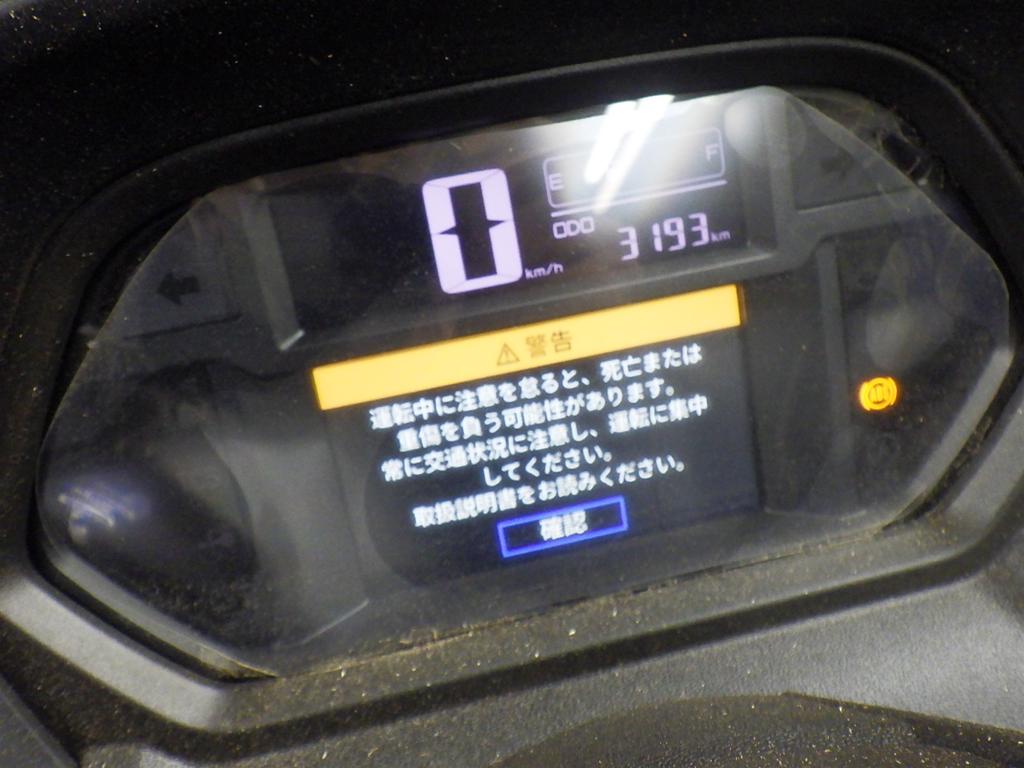 0 km/h
E F
ODO 3193 km
警告
運転中に注意を怠ると、死亡または
重傷を負う可能性があります。
常に交通状況に注意し、運転に集中
してください。
取扱説明書をお読みください。
確認